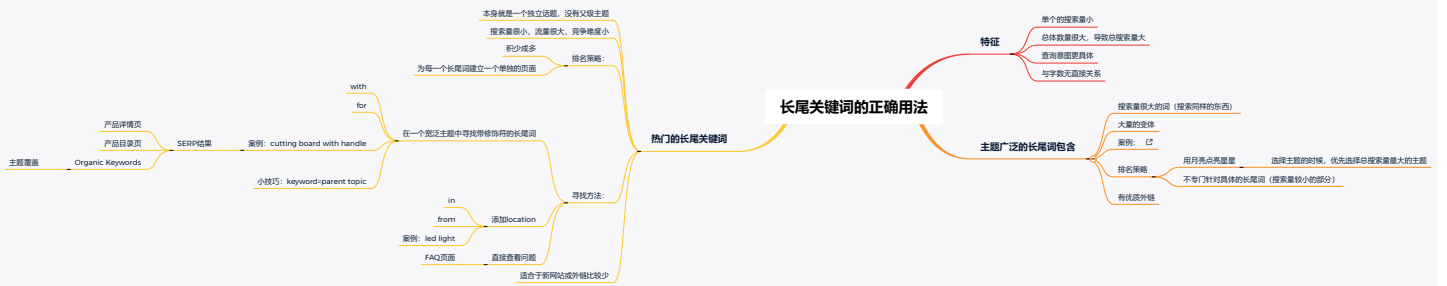 长尾关键词的正确用法
特征
单个的搜索量小
总体数量很大，导致总搜索量大
查询意图更具体
与字数无直接关系
主题广泛的长尾词包含
搜索量很大的词（搜索同样的东西）
大量的变体
案例：
排名策略
用月亮点亮星星
选择主题的时候，优先选择总搜索量最大的主题
不专门针对具体的长尾词（搜索量较小的部分）
有优质外链
热门的长尾关键词
本身就是一个独立话题，没有父级主题
搜索量很小，流量很大，竞争难度小
排名策略：
积少成多
为每一个长尾词建立一个单独的页面
寻找方法：
在一个宽泛主题中寻找带修饰符的长尾词
with
for
案例：cutting board with handle
SERP结果
产品详情页
产品目录页
Organic Keywords
主题覆盖
小技巧：keyword=parent topic
添加location
in
from
案例：led light
直接查看问题
FAQ页面
适合于新网站或外链比较少